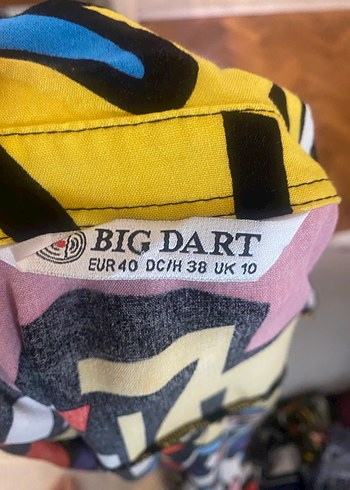 BIG DART
EUR 40 DC/H 38 UK 10